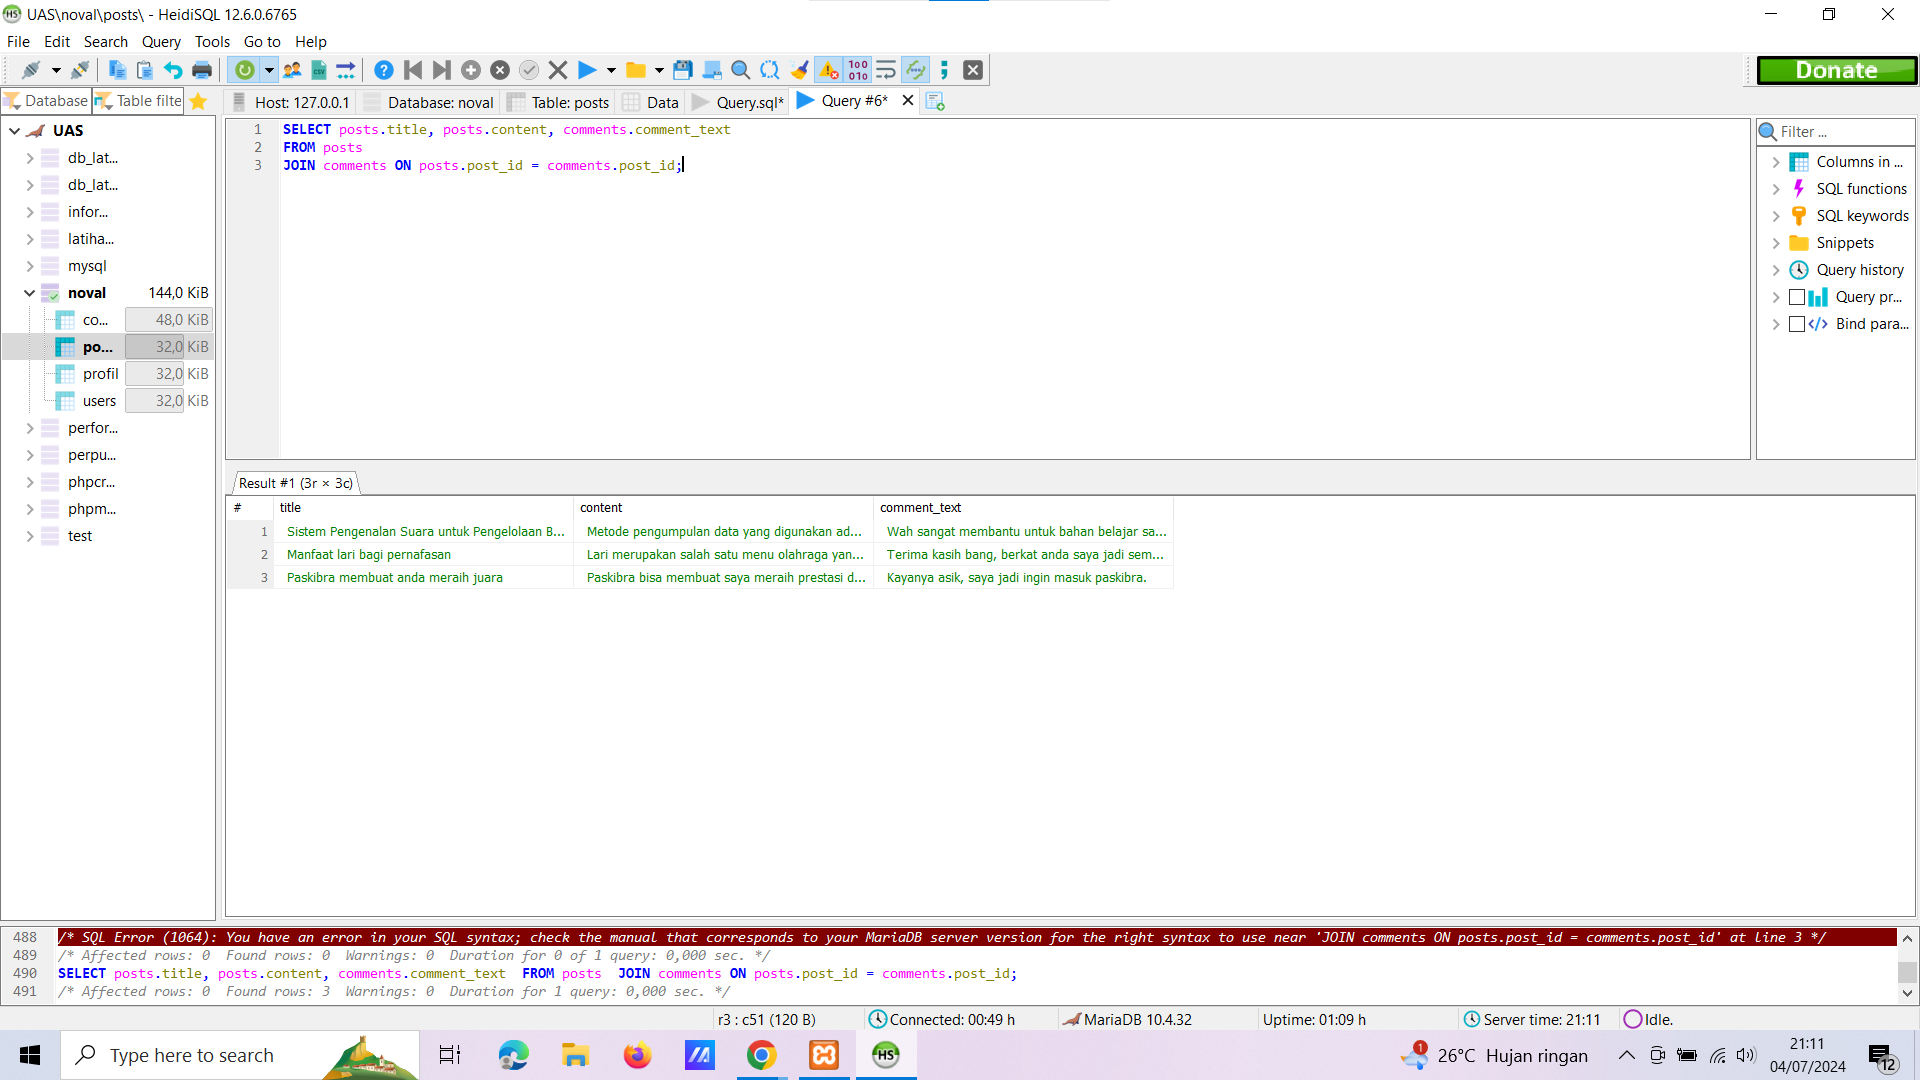 UAS\noval\posts\ - HeidiSQL 12.6.0.6765
File Edit Search Query Tools Go to Help
Donate
Database Table filte Host: 127.0.0.1 Database: noval Table: posts Data Query.sql* Query #6*
UAS
db_lat...
db_lat...
infor...
latiha...
mysql
noval 144,0 KiB
co... 48,0 KiB
po... 32,0 KiB
profil 32,0 KiB
users 32,0 KiB
perfor...
perpu...
phpcr...
phpm...
test
1 SELECT posts.title, posts.content, comments.comment_text
2 FROM posts
3 JOIN comments ON posts.post_id = comments.post_id;
Filter ...
Columns in ...
SQL functions
SQL keywords
Snippets
Query history
Query pr...
Bind para...
Result #1 (3r × 3c)
# title content comment_text
1 Sistem Pengenalan Suara untuk Pengelolaan B... Metode pengumpulan data yang digunakan ad... Wah sangat membantu untuk bahan belajar sa...
2 Manfaat lari bagi pernafasan Lari merupakan salah satu menu olahraga yan... Terima kasih bang, berkat anda saya jadi sem...
3 Paskibra membuat anda meraih juara Paskibra bisa membuat saya meraih prestasi d... Kayanya asik, saya jadi ingin masuk paskibra.
488 /* SQL Error (1064): You have an error in your SQL syntax; check the manual that corresponds to your MariaDB server version for the right syntax to use near 'JOIN comments ON posts.post_id = comments.post_id' at line 3 */
489 /* Affected rows: 0 Found rows: 0 Warnings: 0 Duration for 0 of 1 query: 0,000 sec. */
490 SELECT posts.title, posts.content, comments.comment_text FROM posts JOIN comments ON posts.post_id = comments.post_id;
491 /* Affected rows: 0 Found rows: 3 Warnings: 0 Duration for 1 query: 0,000 sec. */
r3 : c51 (120 B) Connected: 00:49 h MariaDB 10.4.32 Uptime: 01:09 h Server time: 21:11 Idle.
Type here to search
HS
1
26°C Hujan ringan
21:11
04/07/2024
12